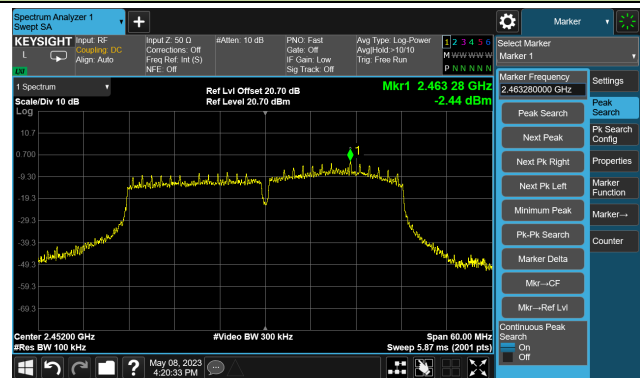 Spectrum Analyzer 1
Swept SA
Marker
KEYSIGHT
L
Input: RF
Coupling: DC
Align: Auto
Input Z: 50 Ω
Corrections: Off
Freq Ref: Int (S)
NFE: Off
#Atten: 10 dB
PNO: Fast
Gate: Off
IF Gain: Low
Sig Track: Off
Avg Type: Log-Power
Avg|Hold:>10/10
Trig: Free Run
1 2 3 4 5 6
M W W W W W
P N N N N N
Select Marker
Marker 1
Marker Frequency
2.463280000 GHz
Settings
Peak Search
Next Peak
Next Pk Right
Next Pk Left
Minimum Peak
Pk-Pk Search
Marker Delta
Mkr→CF
Mkr→Ref Lvl
Continuous Peak
Search
On
Off
Peak
Search
Pk Search
Config
Properties
Marker
Function
Marker→
Counter
1 Spectrum
Scale/Div 10 dB
Log
Ref Lvl Offset 20.70 dB
Ref Level 20.70 dBm
Mkr1 2.463 28 GHz
-2.44 dBm
10.7
0.700
-9.30
-19.3
-29.3
-39.3
-49.3
-59.3
-69.3
1
Center 2.45200 GHz
#Res BW 100 kHz
#Video BW 300 kHz
Span 60.00 MHz
Sweep 5.87 ms (2001 pts)
May 08, 2023
4:20:33 PM